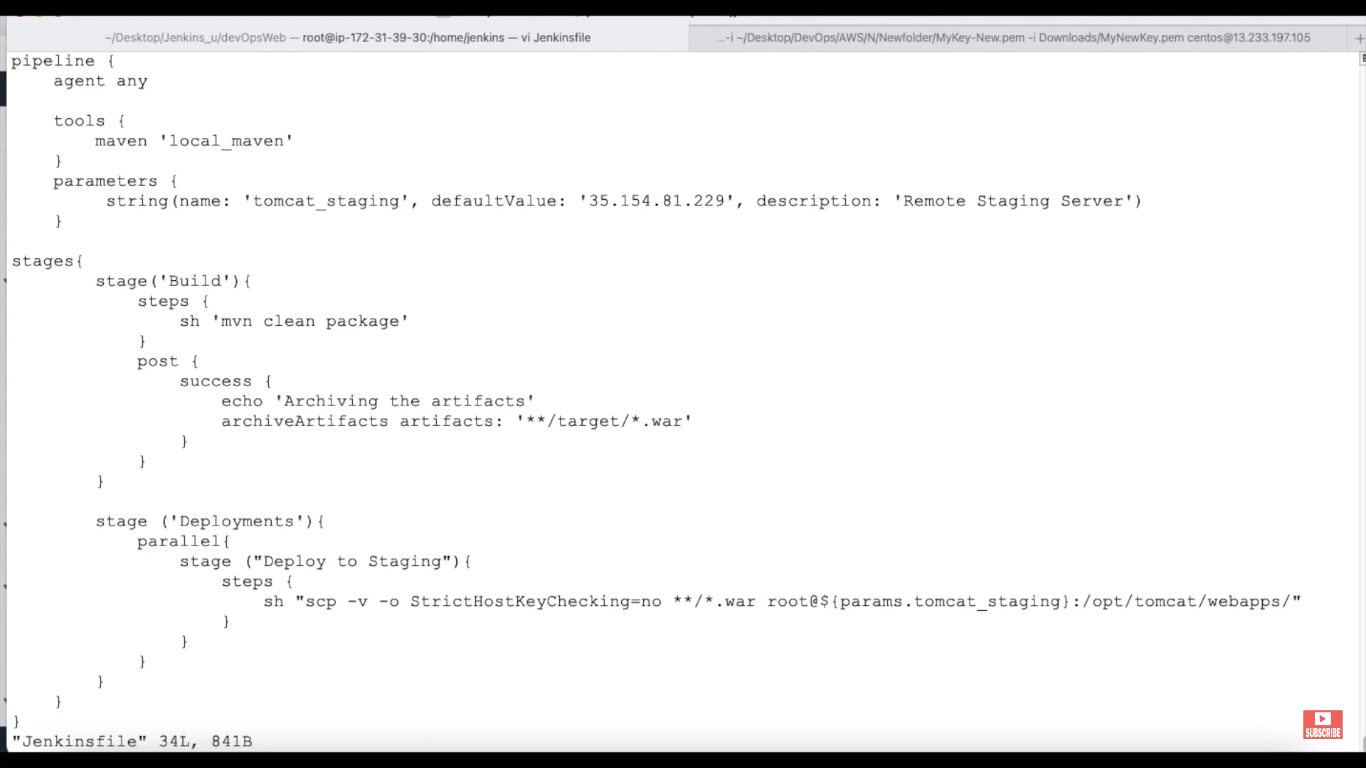 ~/Desktop/Jenkins_u/devOpsWeb — root@ip-172-31-39-30:/home/jenkins — vi Jenkinsfile
...-i ~/Desktop/DevOps/AWS/N/Newfolder/MyKey-New.pem -i Downloads/MyNewKey.pem centos@13.233.197.105
+
pipeline {
    agent any
    tools {
        maven 'local_maven'
    }
    parameters {
         string(name: 'tomcat_staging', defaultValue: '35.154.81.229', description: 'Remote Staging Server')
    }
stages{
        stage('Build'){
            steps {
                sh 'mvn clean package'
            }
            post {
                success {
                    echo 'Archiving the artifacts'
                    archiveArtifacts artifacts: '**/target/*.war'
                }
            }
        }
        stage ('Deployments'){
            parallel{
                stage ("Deploy to Staging"){
                    steps {
                        sh "scp -v -o StrictHostKeyChecking=no **/*.war root@${params.tomcat_staging}:/opt/tomcat/webapps/"
                    }
                }
            }
        }
    }
}
"Jenkinsfile" 34L, 841B
SUBSCRIBE